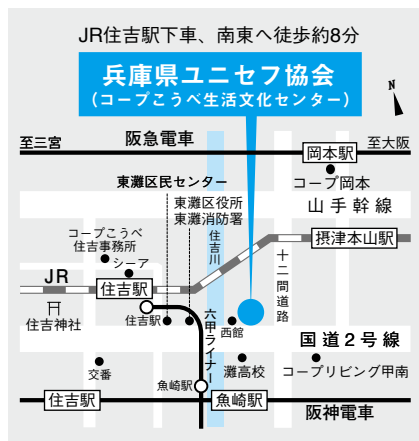 JR住吉駅下車、南東へ徒歩約8分
兵庫県ユニセフ協会
(コープこうべ生活文化センター)
N
至三宮
阪急電車
至大阪
岡本駅
コープ岡本
東灘区民センター
東灘区役所
東灘消防署
山手幹線
住吉川
コープこうべ
住吉事務所
シーア
摂津本山駅
十二間道路
JR
住吉駅
住吉神社
住吉駅
六甲ライナー
西館
国道2号線
交番
灘高校
コープリビング甲南
魚崎駅
住吉駅
魚崎駅
阪神電車